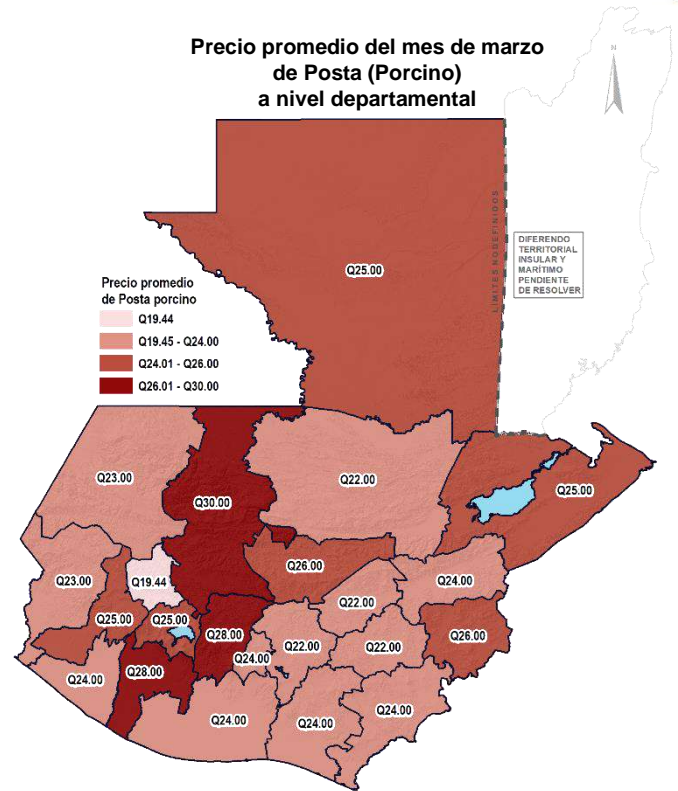 Precio promedio del mes de marzo
de Posta (Porcino)
a nivel departamental
N
LÍMITES NO DEFINIDOS
DIFERENDO
TERRITORIAL
INSULAR Y
MARÍTIMO
PENDIENTE
DE RESOLVER
Q25.00
Precio promedio
de Posta porcino
Q19.44
Q19.45 - Q24.00
Q24.01 - Q26.00
Q26.01 - Q30.00
Q23.00
Q30.00
Q22.00
Q25.00
Q23.00
Q19.44
Q26.00
Q24.00
Q22.00
Q25.00
Q25.00
Q28.00
Q22.00
Q22.00
Q26.00
Q24.00
Q28.00
Q24.00
Q24.00
Q24.00
Q24.00